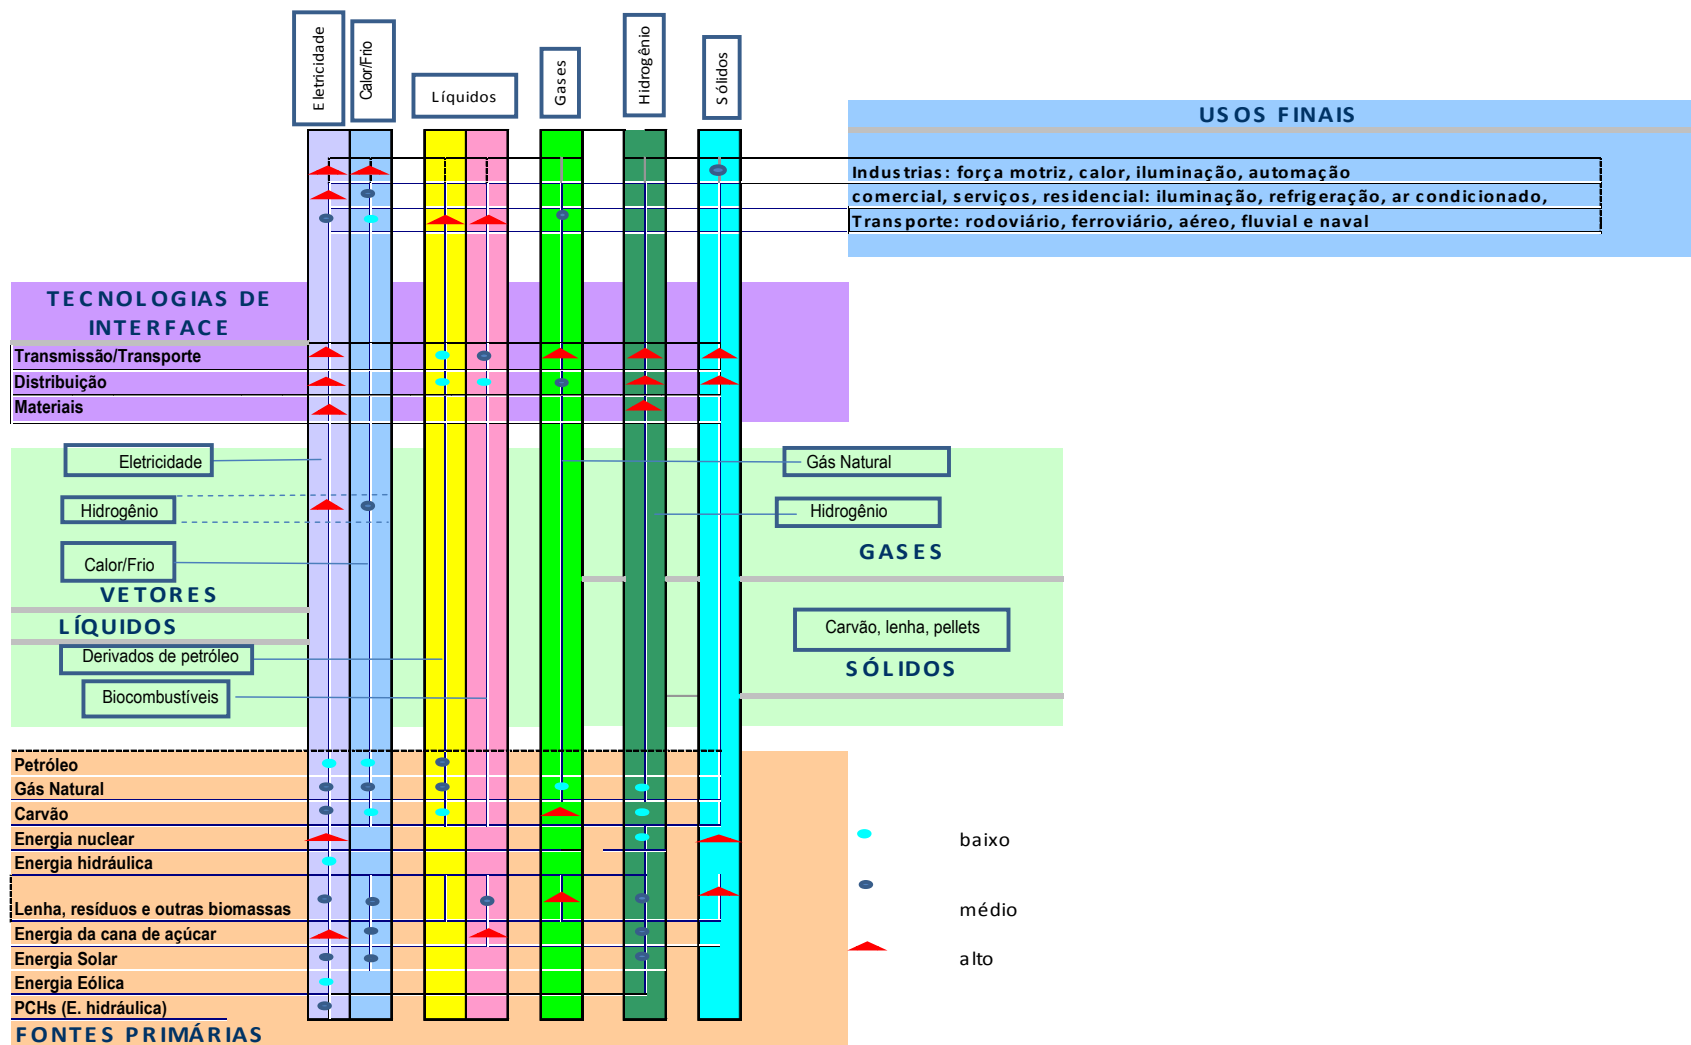 Eletricidade
Calor/Frio
Líquidos
Gases
Hidrogênio
Sólidos
USOS FINAIS
Industrias: força motriz, calor, iluminação, automação
comercial, serviços, residencial: iluminação, refrigeração, ar condicionado,
Transporte: rodoviário, ferroviário, aéreo, fluvial e naval
TECNOLOGIAS DE
INTERFACE
Transmissão/Transporte
Distribuição
Materiais
Eletricidade
Gás Natural
Hidrogênio
Hidrogênio
GASES
Calor/Frio
VETORES
LÍQUIDOS
Carvão, lenha, pellets
Derivados de petróleo
SÓLIDOS
Biocombustíveis
Petróleo
Gás Natural
Carvão
Energia nuclear
baixo
Energia hidráulica
Lenha, resíduos e outras biomassas
médio
Energia da cana de açúcar
Energia Solar
alto
Energia Eólica
PCHs (E. hidráulica)
FONTES PRIMÁRIAS